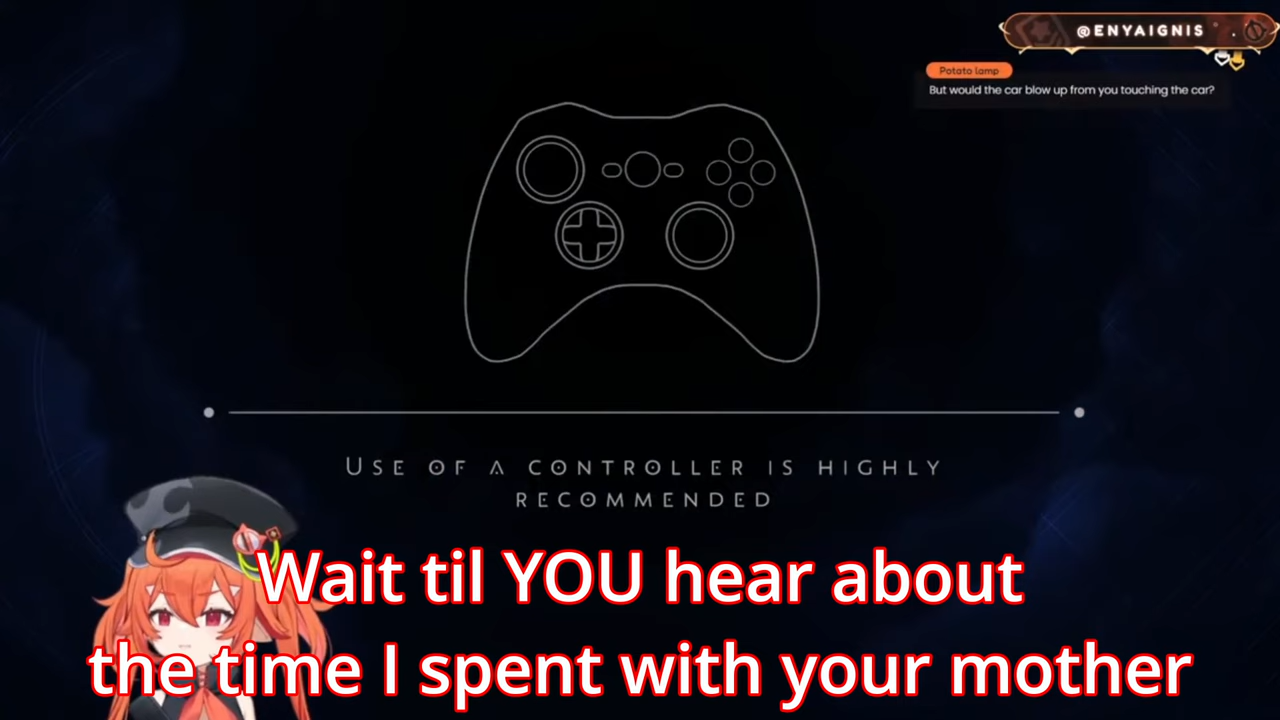 @ENYAIGNIS
Potato lamp
But would the car blow up from you touching the car?
USE OF A CONTROLLER IS HIGHLY
RECOMMENDED
Wait til YOU hear about
the time I spent with your mother